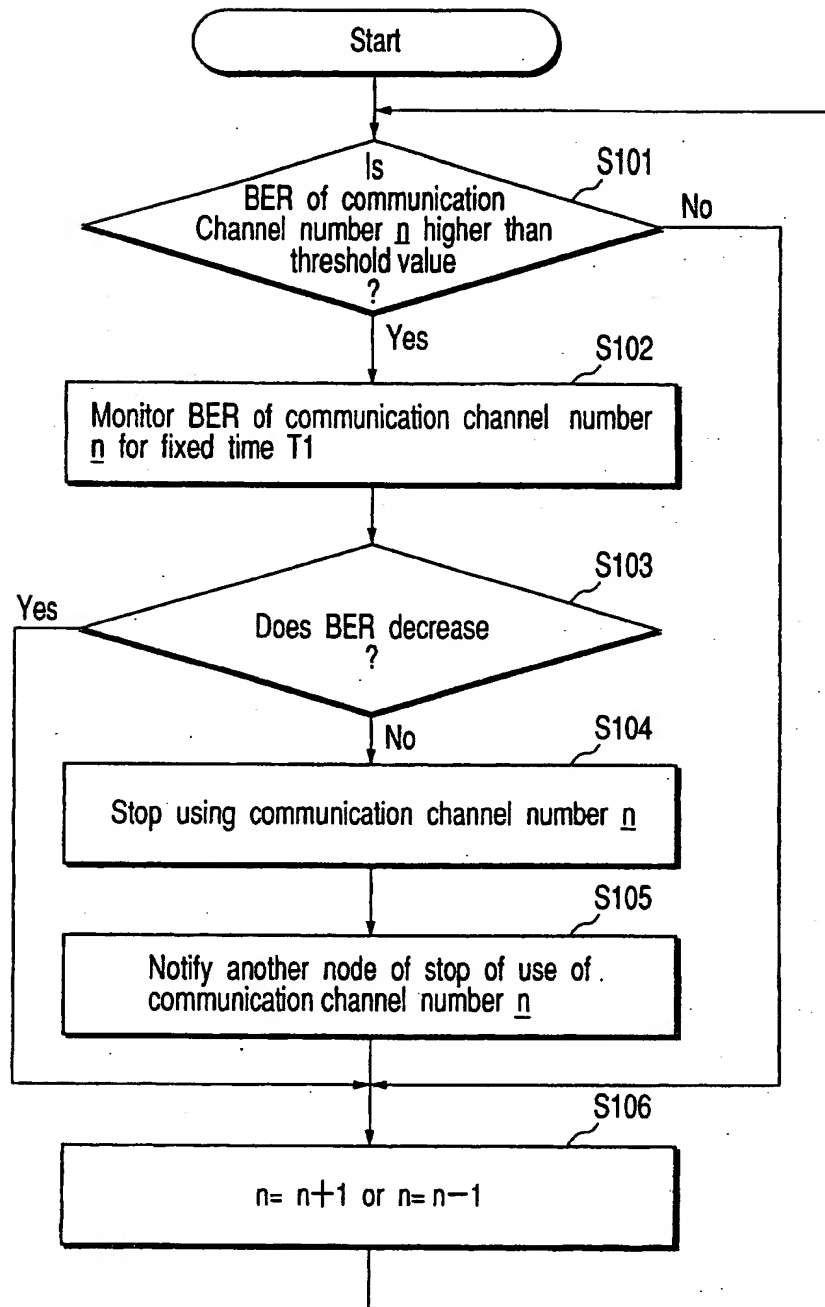 Start
S101
Is
BER of communication
Channel number n higher than
threshold value
?
No
Yes
S102
Monitor BER of communication channel number
n for fixed time T1
S103
Yes
Does BER decrease
?
No
S104
Stop using communication channel number n
S105
Notify another node of stop of use of
communication channel number n
S106
n= n+1 or n= n-1